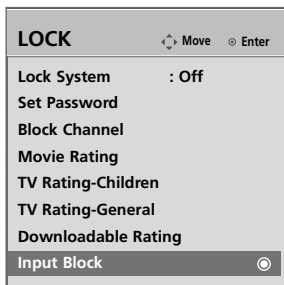 LOCK Move Enter
Lock System : Off
Set Password
Block Channel
Movie Rating
TV Rating-Children
TV Rating-General
Downloadable Rating
Input Block